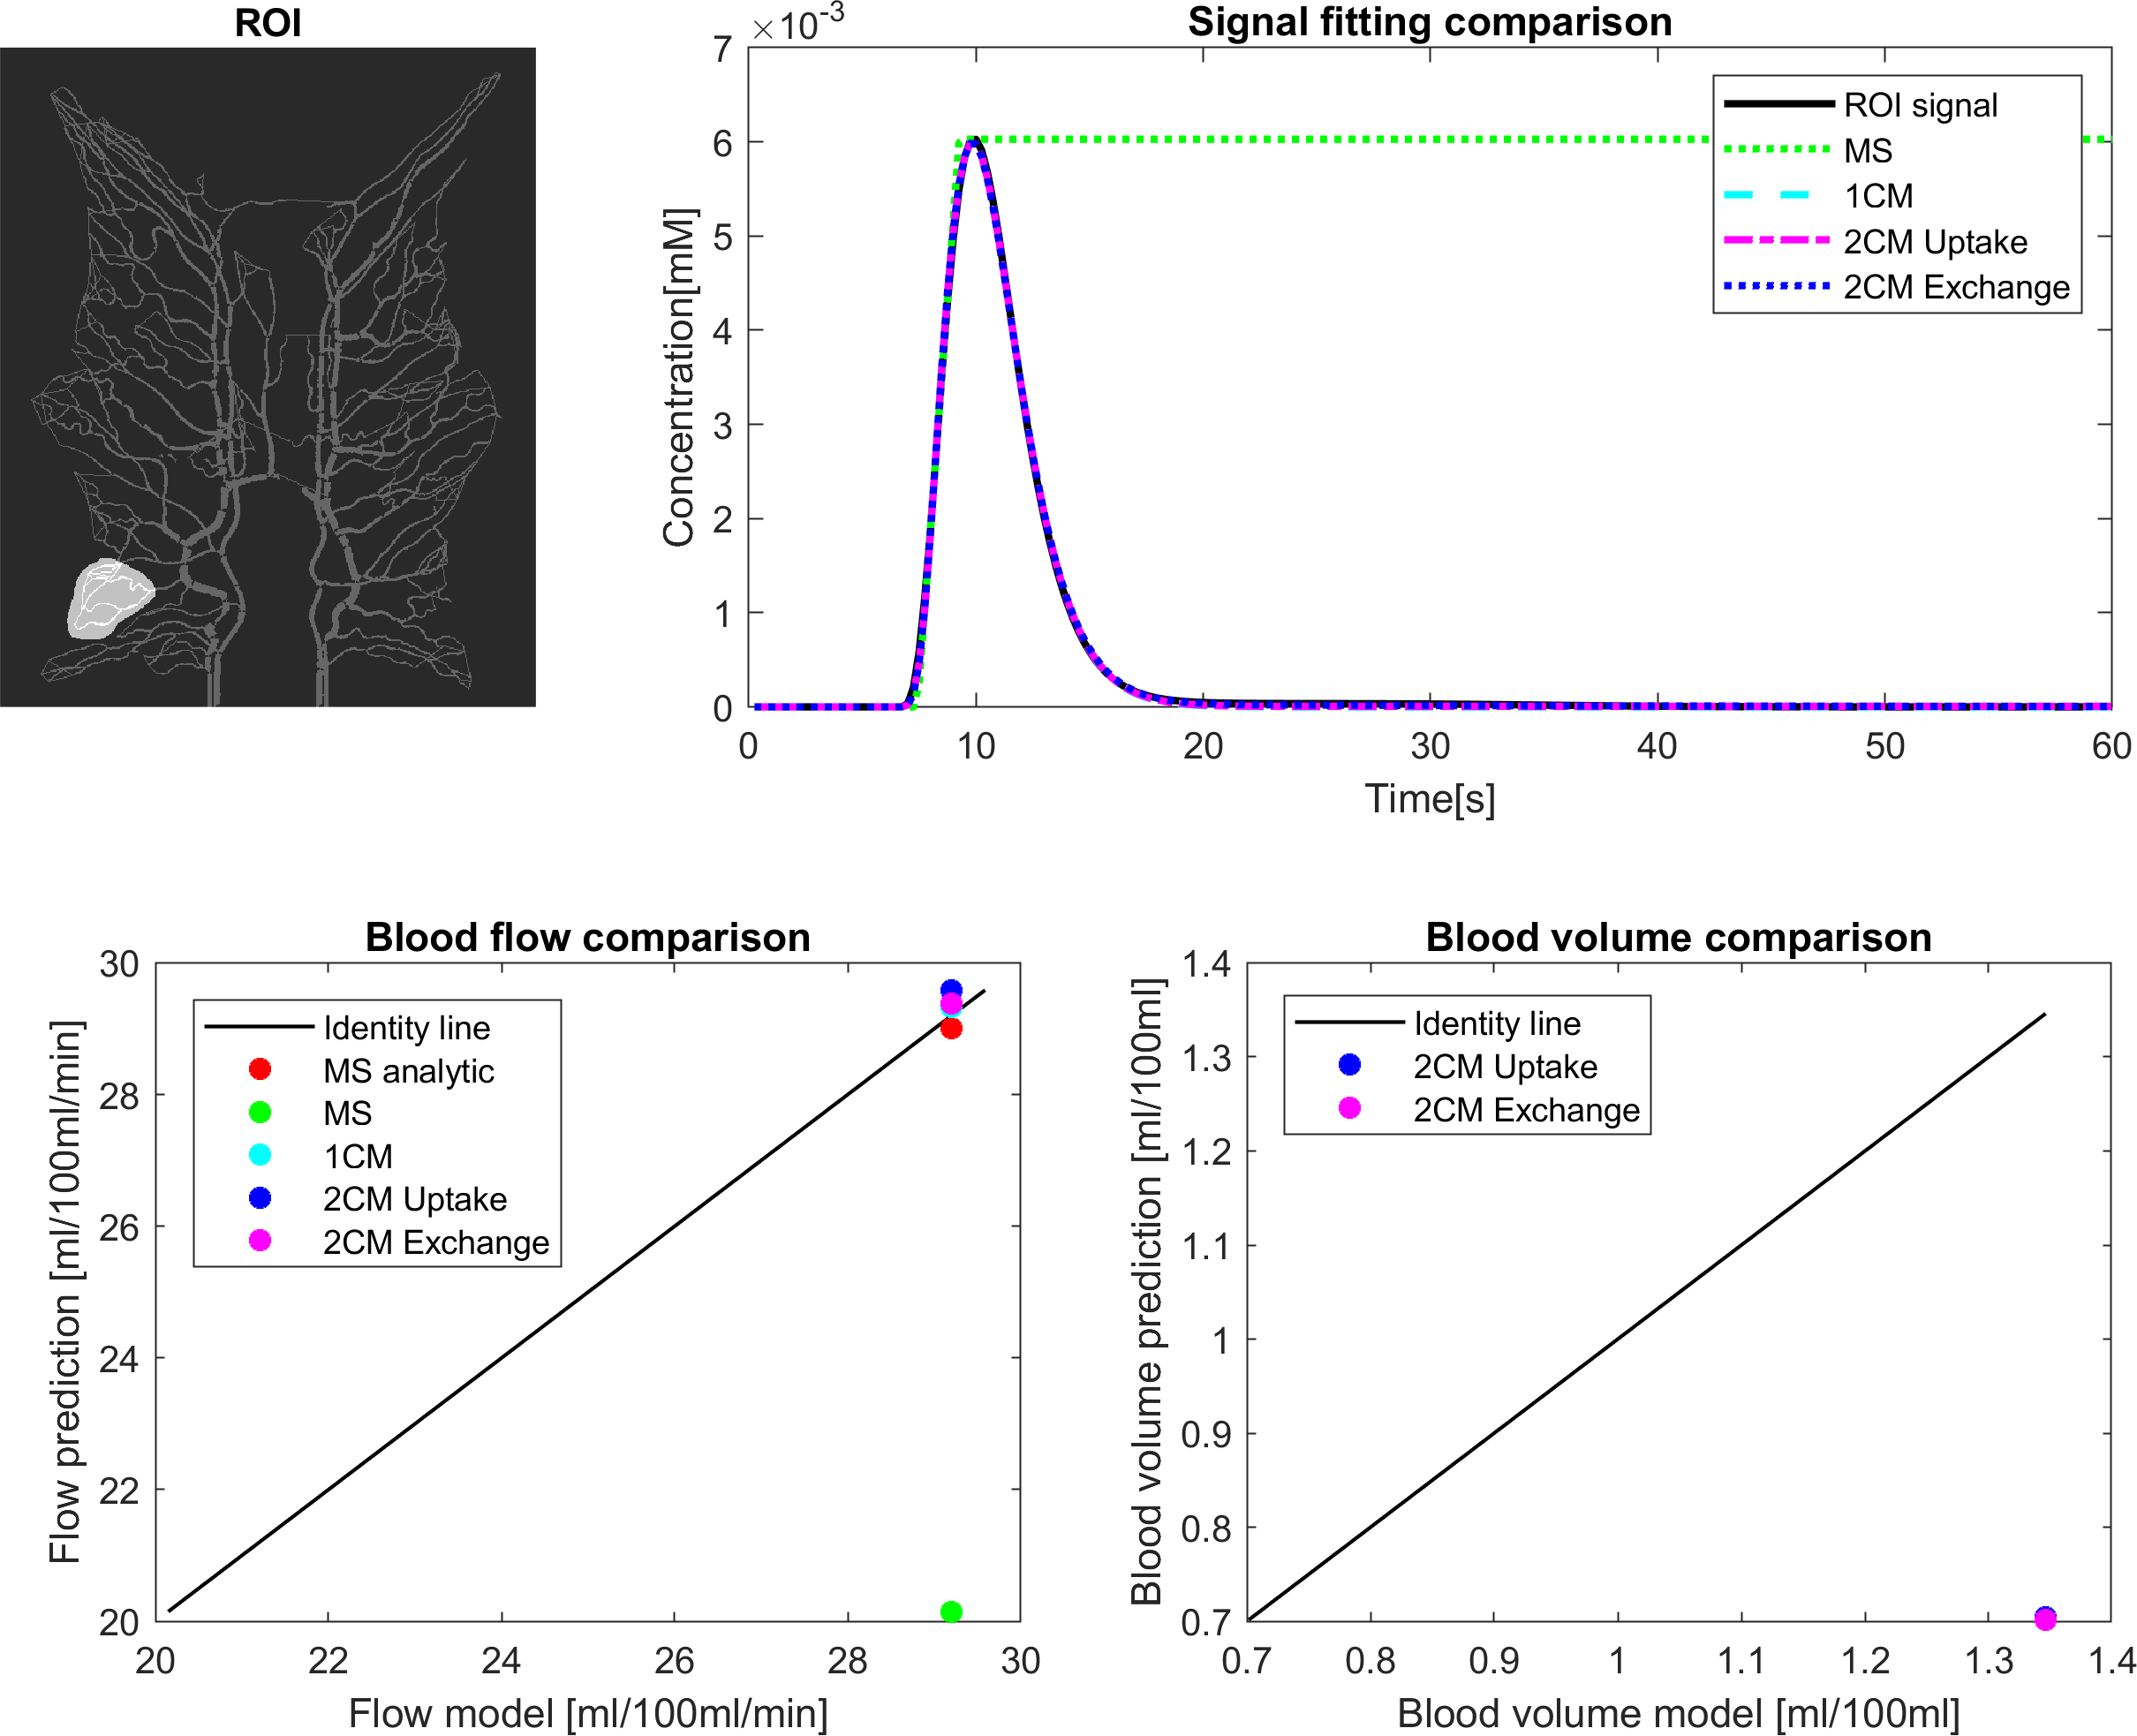 ROI
Signal fitting comparison
×10-3
7
6
5
4
3
2
1
0
Concentration[mM]
0 10 20 30 40 50 60
Time[s]
ROI signal
MS
1CM
2CM Uptake
2CM Exchange
Blood flow comparison
30
28
26
24
22
20
Flow prediction [ml/100ml/min]
Identity line
MS analytic
MS
1CM
2CM Uptake
2CM Exchange
20 22 24 26 28 30
Flow model [ml/100ml/min]
Blood volume comparison
1.4
1.3
1.2
1.1
1
0.9
0.8
0.7
Blood volume prediction [ml/100ml]
Identity line
2CM Uptake
2CM Exchange
0.7 0.8 0.9 1 1.1 1.2 1.3 1.4
Blood volume model [ml/100ml]